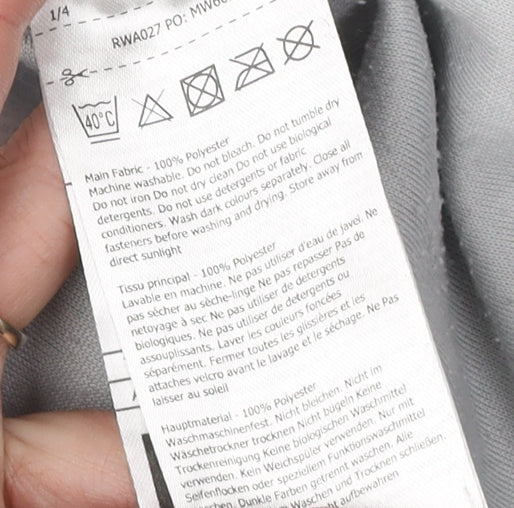 1/4
RWA027 PO: MW60
40°C
Main Fabric - 100% Polyester
Machine washable. Do not bleach. Do not tumble dry
Do not iron Do not dry clean Do not use biological
detergents. Do not use detergents or fabric
conditioners. Wash dark colours separately. Close all
fasteners before washing and drying. Store away from
direct sunlight
Tissu principal - 100% Polyester
Lavable en machine. Ne pas utiliser d'eau de javel. Ne
pas sécher au sèche-linge Ne pas repasser Pas de
netoyage à sec Ne pas utiliser de detergents
biologiques. Ne pas utiliser de detergents ou
assouplissants. Laver les couleurs foncées
séparément. Fermer toutes les glissières et les
attaches velcro avant le lavage et le séchage. Ne Pas
laisser au soleil
Hauptmaterial - 100% Polyester
Waschmaschinenfest. Nicht bleichen. Nicht im
Wäschetrockner trocknen Nicht bügeln Keine
Trockenreinigung Keine biologischen Waschmittel
verwenden. Kein Weichspüler verwenden. Nur mit
Seifenflocken oder speziellem Funktionswaschmittel
Dunkle Farben getrennt waschen. Alle
Waschen und Trocknen schließen.
aufbewahren